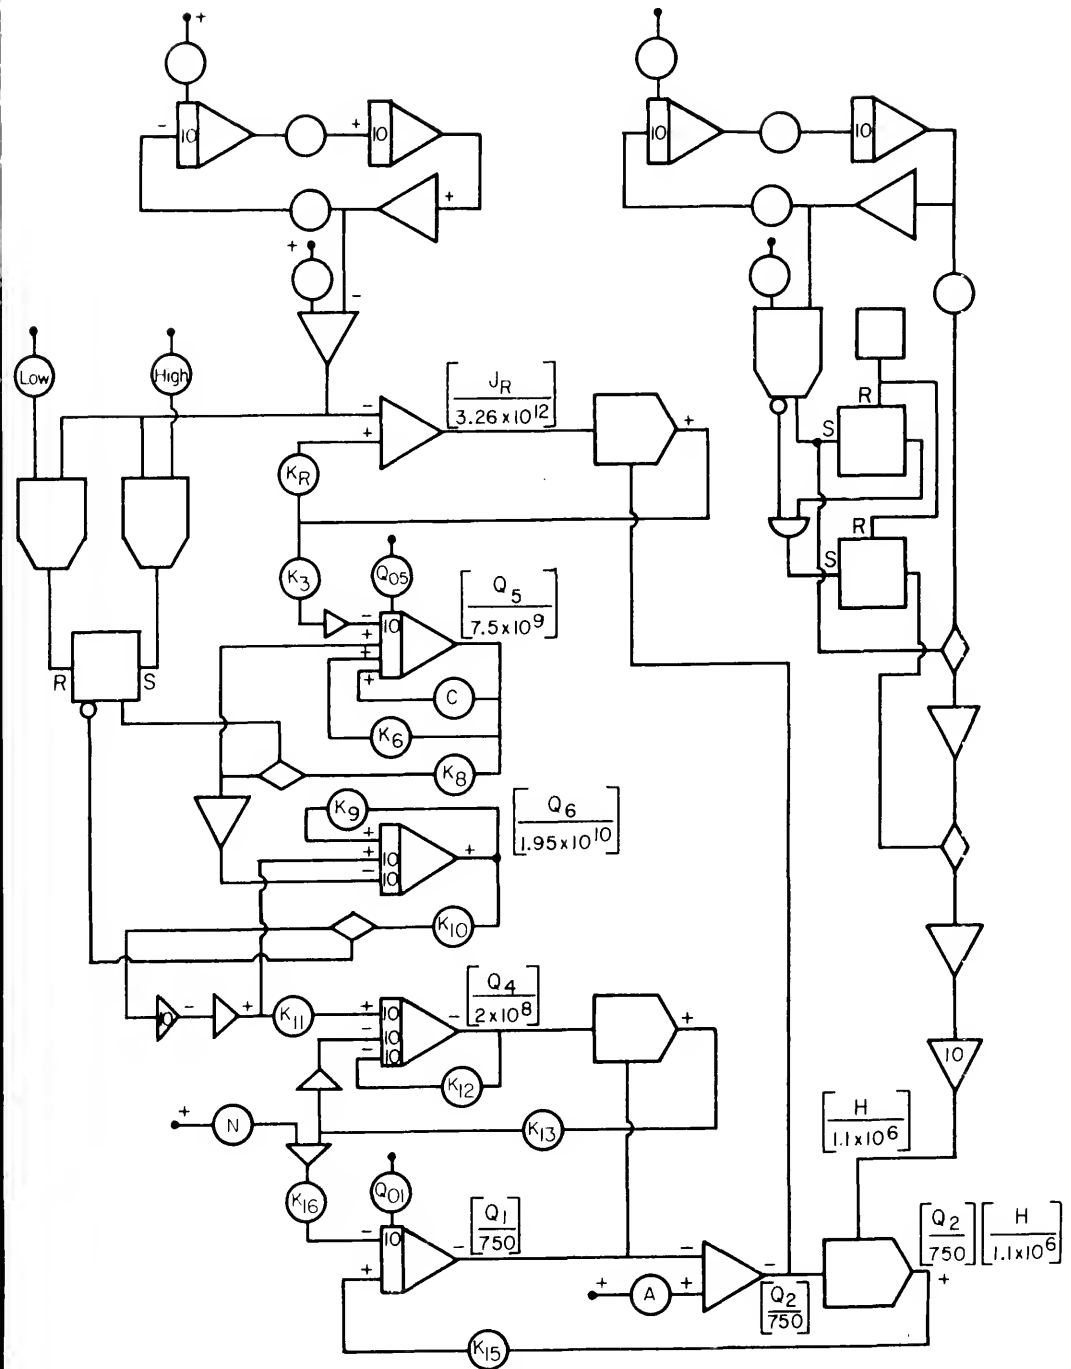 +
- 10 + 10
+
+
-
10 10
Low High
[J_R / 3.26 x 10^12]
-
+
+
K_R
R
S
R
S
K_3
Q_05
[Q_5 / 7.5 x 10^9]
- 10
+
+
+
C
K_6
K_8
R S
K_9
[Q_6 / 1.95 x 10^10]
+
+ 10 +
- 10
K_10
[Q_4 / 2 x 10^8]
10 - + K_11 + 10 -
- 10
- 10
+
K_12
10
+ N
K_13
[H / 1.1 x 10^6]
K_16
Q_01
[Q_1 / 750]
- 10 -
+
-
+ A + -
[Q_2 / 750]
[Q_2 / 750] [H / 1.1 x 10^6]
+
K_15